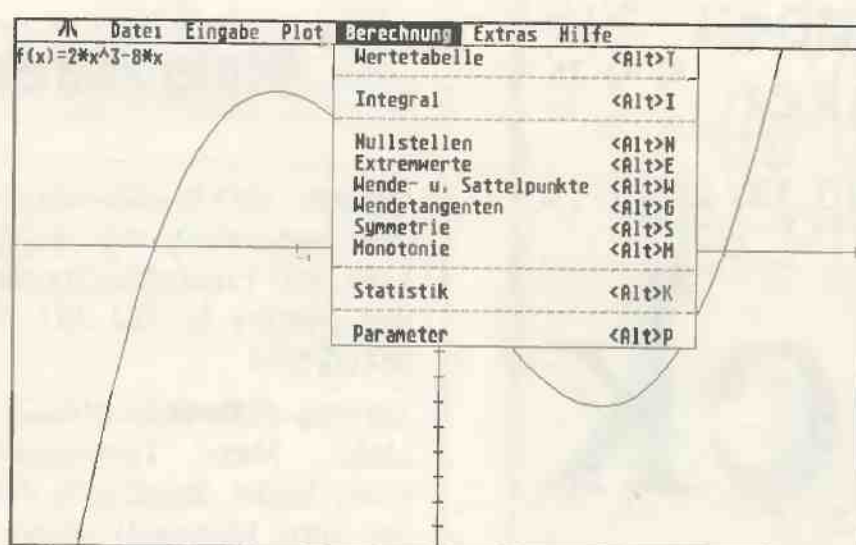 Datei Eingabe Plot Berechnung Extras Hilfe
f(x)=2*x^3-8*x
Wertetabelle <Alt>T
Integral <Alt>I
Nullstellen <Alt>N
Extremwerte <Alt>E
Wende- u. Sattelpunkte <Alt>W
Wendetangenten <Alt>G
Symmetrie <Alt>S
Monotonie <Alt>M
Statistik <Alt>K
Parameter <Alt>P
-1